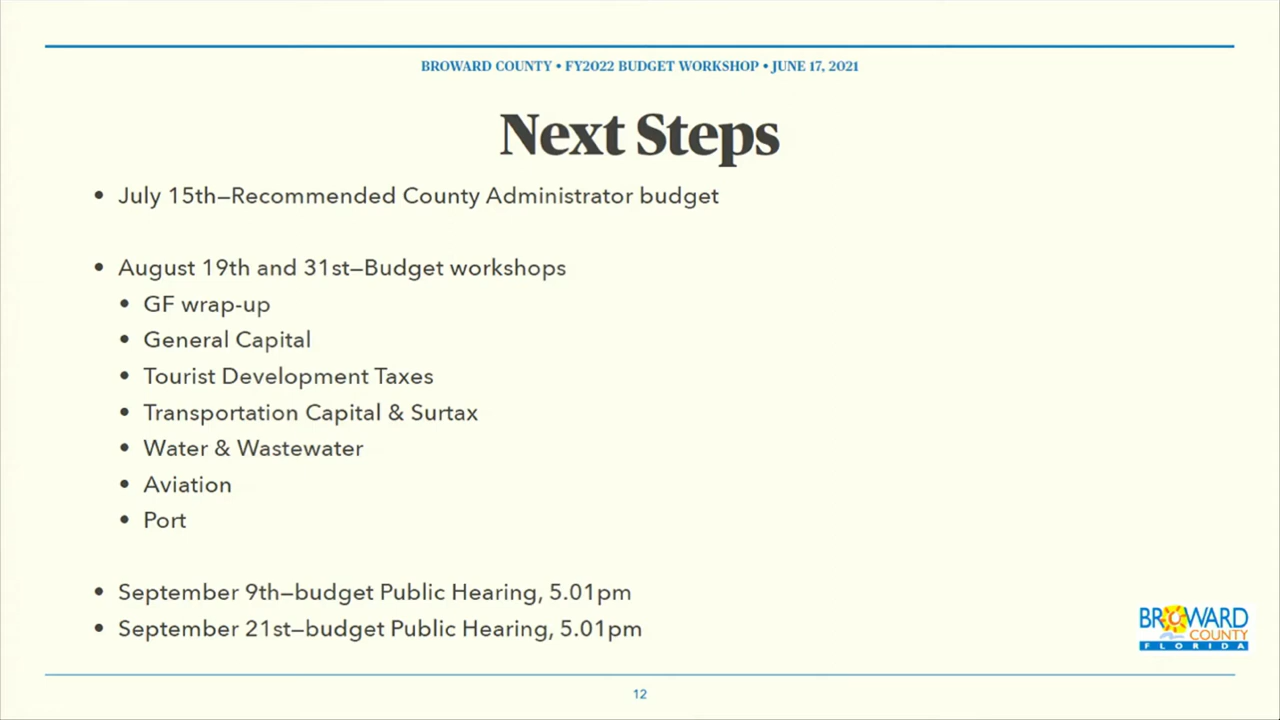 BROWARD COUNTY • FY2022 BUDGET WORKSHOP • JUNE 17, 2021
Next Steps
• July 15th—Recommended County Administrator budget
• August 19th and 31st—Budget workshops
• GF wrap-up
• General Capital
• Tourist Development Taxes
• Transportation Capital & Surtax
• Water & Wastewater
• Aviation
• Port
• September 9th—budget Public Hearing, 5.01pm
• September 21st—budget Public Hearing, 5.01pm
BROWARD
COUNTY
FLORIDA
12